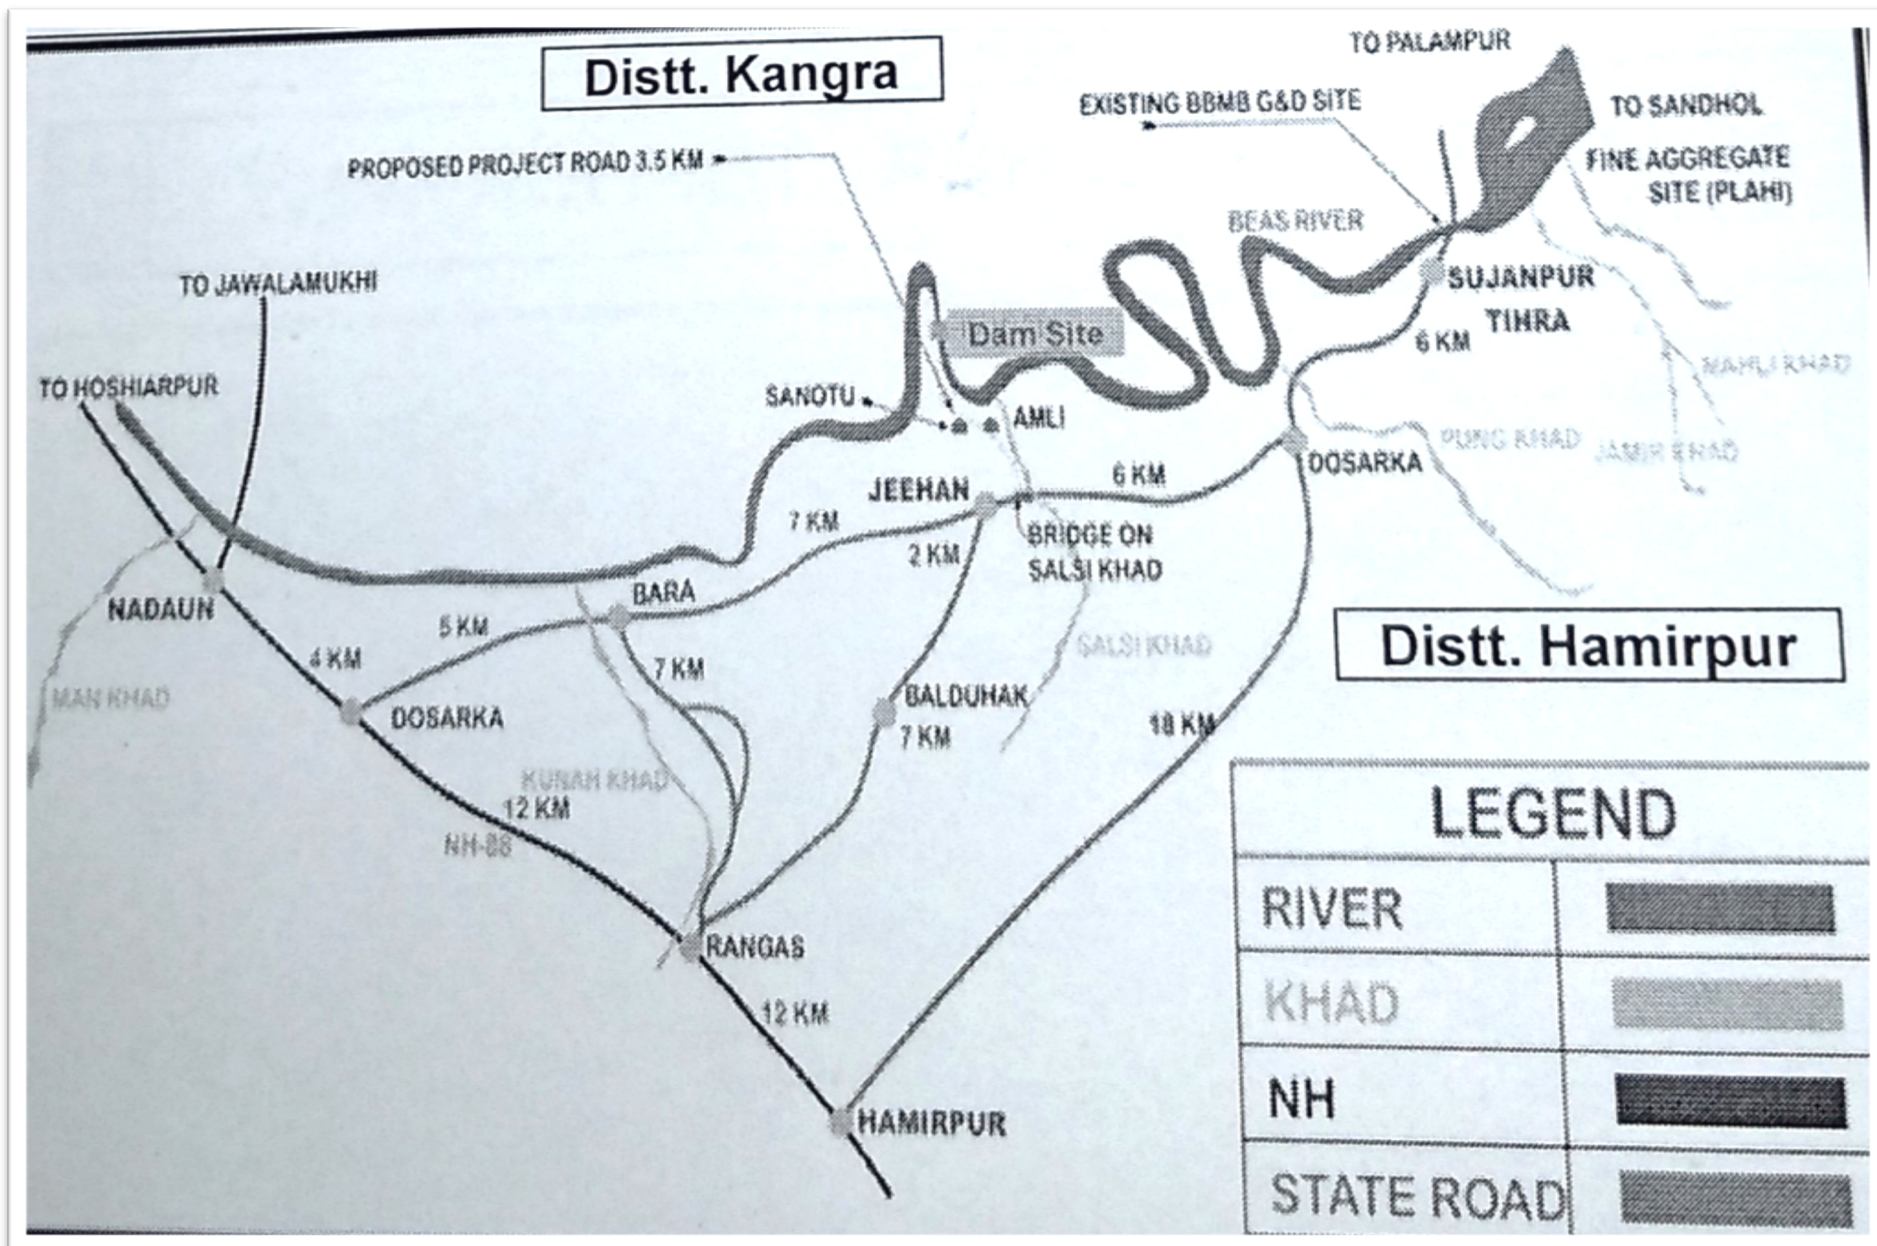 Distt. Kangra
TO PALAMPUR
EXISTING BBMB G&D SITE
TO SANDHOL
PROPOSED PROJECT ROAD 3.5 KM
FINE AGGREGATE
SITE (PLAHI)
BEAS RIVER
TO JAWALAMUKHI
SUJANPUR
TIHRA
Dam Site
6 KM
MAHLI KHAD
TO HOSHIARPUR
SANOTU
AMLI
PUNG KHAD
JAMIR KHAD
DOSARKA
6 KM
JEEHAN
7 KM
2 KM
BRIDGE ON
SALSI KHAD
BARA
NADAUN
5 KM
SALSI KHAD
Distt. Hamirpur
4 KM
7 KM
MAN KHAD
BALDUHAK
DOSARKA
7 KM
18 KM
KUNAH KHAD
12 KM
NH-88
RANGAS
12 KM
HAMIRPUR
LEGEND
RIVER
KHAD
NH
STATE ROAD